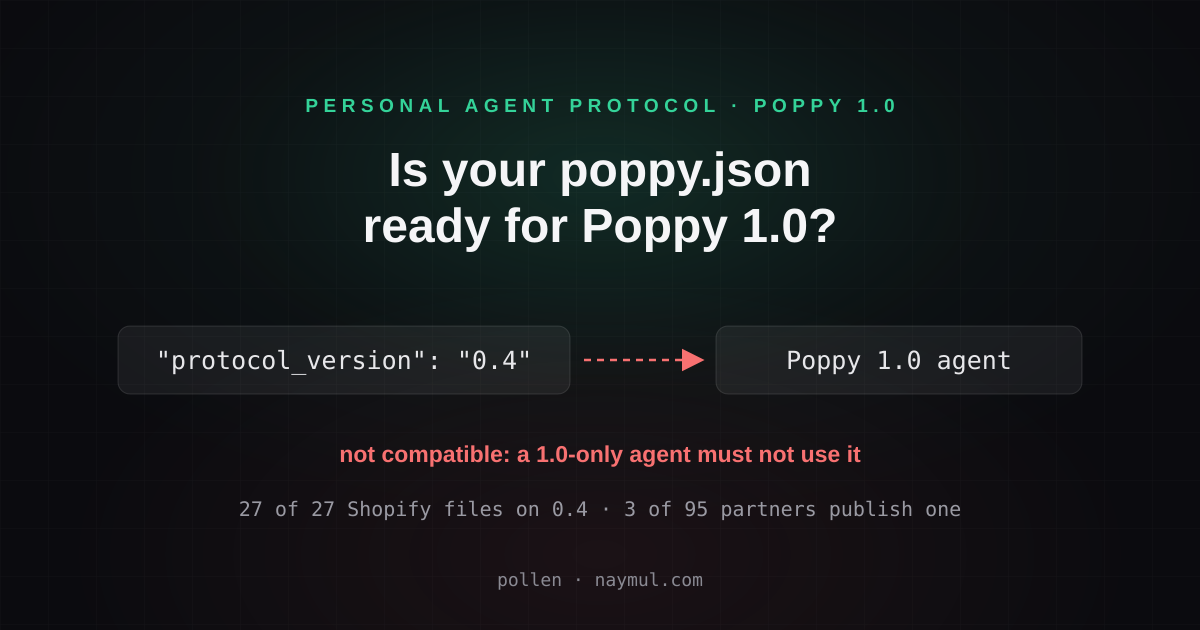 PERSONAL AGENT PROTOCOL · POPPY 1.0
Is your poppy.json
ready for Poppy 1.0?
"protocol_version": "0.4"
Poppy 1.0 agent
not compatible: a 1.0-only agent must not use it
27 of 27 Shopify files on 0.4 · 3 of 95 partners publish one
pollen · naymul.com